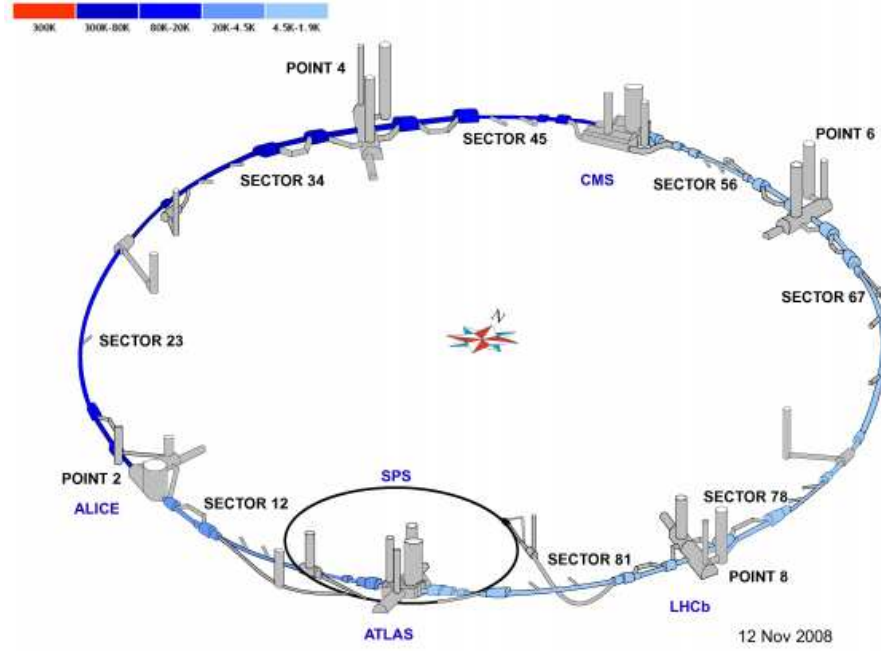 300K 300K-80K 80K-20K 20K-4.5K 4.5K-1.9K
POINT 4
SECTOR 45
POINT 6
CMS
SECTOR 56
SECTOR 34
SECTOR 67
N
SECTOR 23
POINT 2
ALICE
SECTOR 12
SPS
SECTOR 78
SECTOR 81
POINT 8
LHCb
ATLAS
12 Nov 2008